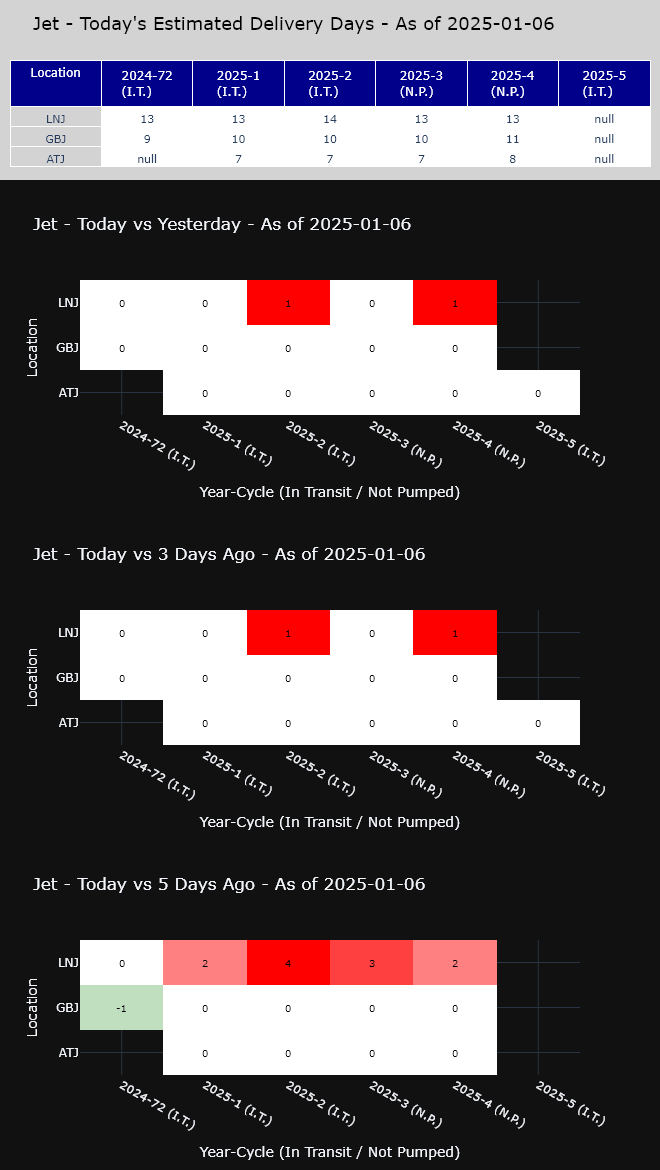 Jet - Today's Estimated Delivery Days - As of 2025-01-06
Location 2024-72 (I.T.) 2025-1 (I.T.) 2025-2 (I.T.) 2025-3 (N.P.) 2025-4 (N.P.) 2025-5 (I.T.)
LNJ 13 13 14 13 13 null
GBJ 9 10 10 10 11 null
ATJ null 7 7 7 8 null
Jet - Today vs Yesterday - As of 2025-01-06
Location
LNJ 0 0 1 0 1
GBJ 0 0 0 0 0
ATJ 0 0 0 0 0
2024-72 (I.T.) 2025-1 (I.T.) 2025-2 (I.T.) 2025-3 (N.P.) 2025-4 (N.P.) 2025-5 (I.T.)
Year-Cycle (In Transit / Not Pumped)
Jet - Today vs 3 Days Ago - As of 2025-01-06
Location
LNJ 0 0 1 0 1
GBJ 0 0 0 0 0
ATJ 0 0 0 0 0
2024-72 (I.T.) 2025-1 (I.T.) 2025-2 (I.T.) 2025-3 (N.P.) 2025-4 (N.P.) 2025-5 (I.T.)
Year-Cycle (In Transit / Not Pumped)
Jet - Today vs 5 Days Ago - As of 2025-01-06
Location
LNJ 0 2 4 3 2
GBJ -1 0 0 0 0
ATJ 0 0 0 0
2024-72 (I.T.) 2025-1 (I.T.) 2025-2 (I.T.) 2025-3 (N.P.) 2025-4 (N.P.) 2025-5 (I.T.)
Year-Cycle (In Transit / Not Pumped)